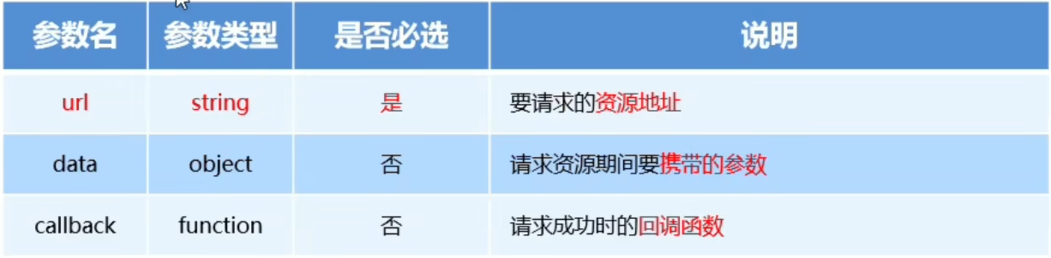 参数名 参数类型 是否必选 说明
url string 是 要请求的资源地址
data object 否 请求资源期间要携带的参数
callback function 否 请求成功时的回调函数